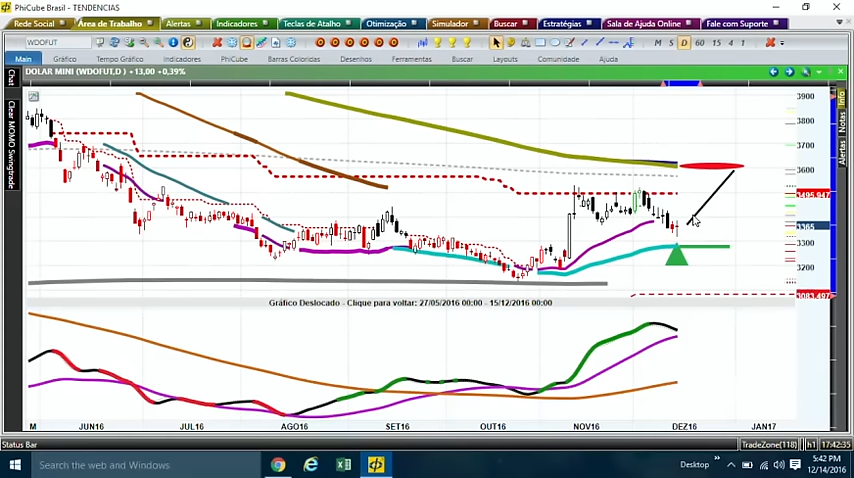 PhiCube Brasil - TENDENCIAS
Rede Social Área de Trabalho Alertas Indicadores Teclas de Atalho Otimização Simulador Buscar Estratégias Sala de Ajuda Online Fale com Suporte
WDOFUT M S D 60 15 4 1
Main Gráfico Tempo Gráfico Indicadores PhiCube Barras Coloridas Desenhos Ferramentas Buscar Layouts Comunidade Ajuda
DOLAR MINI (WDOFUT,D ) +13,00 +0,39%
Chat
Clear MOMO Swingtrade
Info
Notas
Alertas
3900
3800
3700
3600
3495.947
3365
3300
3200
3083.497
Gráfico Deslocado - Clique para voltar: 27/05/2016 00:00 - 15/12/2016 00:00
M JUN16 JUL16 AGO16 SET16 OUT16 NOV16 DEZ16 JAN17
Status Bar TradeZone(118) h1 17:42:35
Search the web and Windows Desktop 5:42 PM
12/14/2016